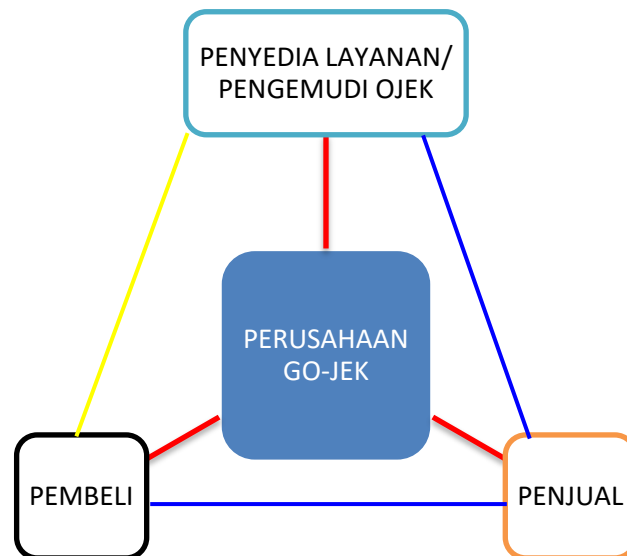 PENYEDIA LAYANAN/
PENGEMUDI OJEK
PERUSAHAAN
GO-JEK
PEMBELI
PENJUAL